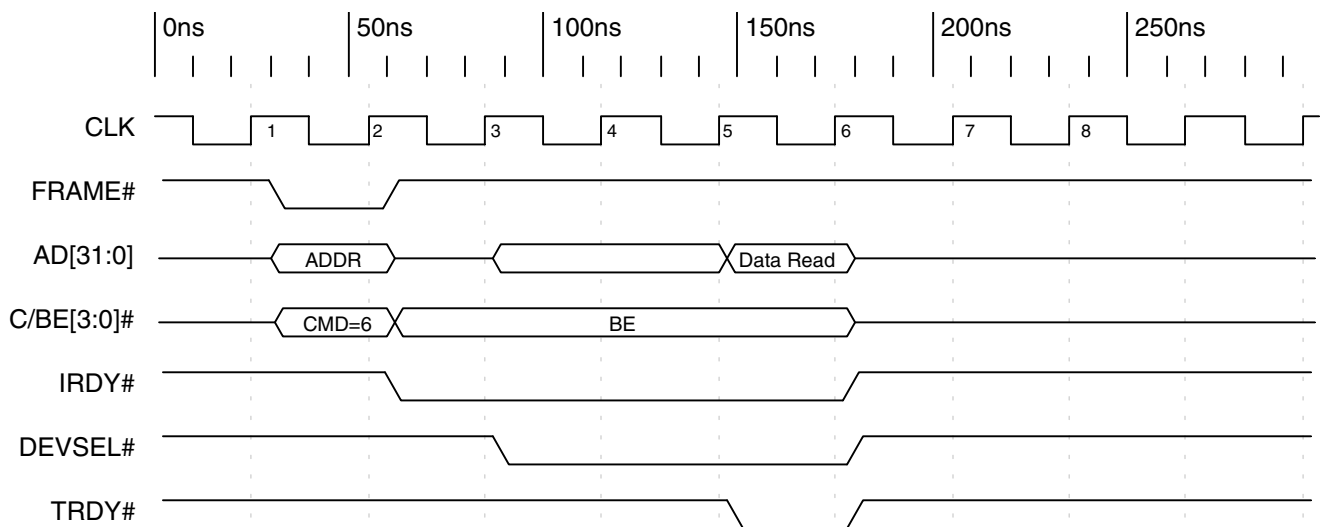 0ns 50ns 100ns 150ns 200ns 250ns
CLK 1 2 3 4 5 6 7 8
FRAME#
AD[31:0] ADDR Data Read
C/BE[3:0]# CMD=6 BE
IRDY#
DEVSEL#
TRDY#